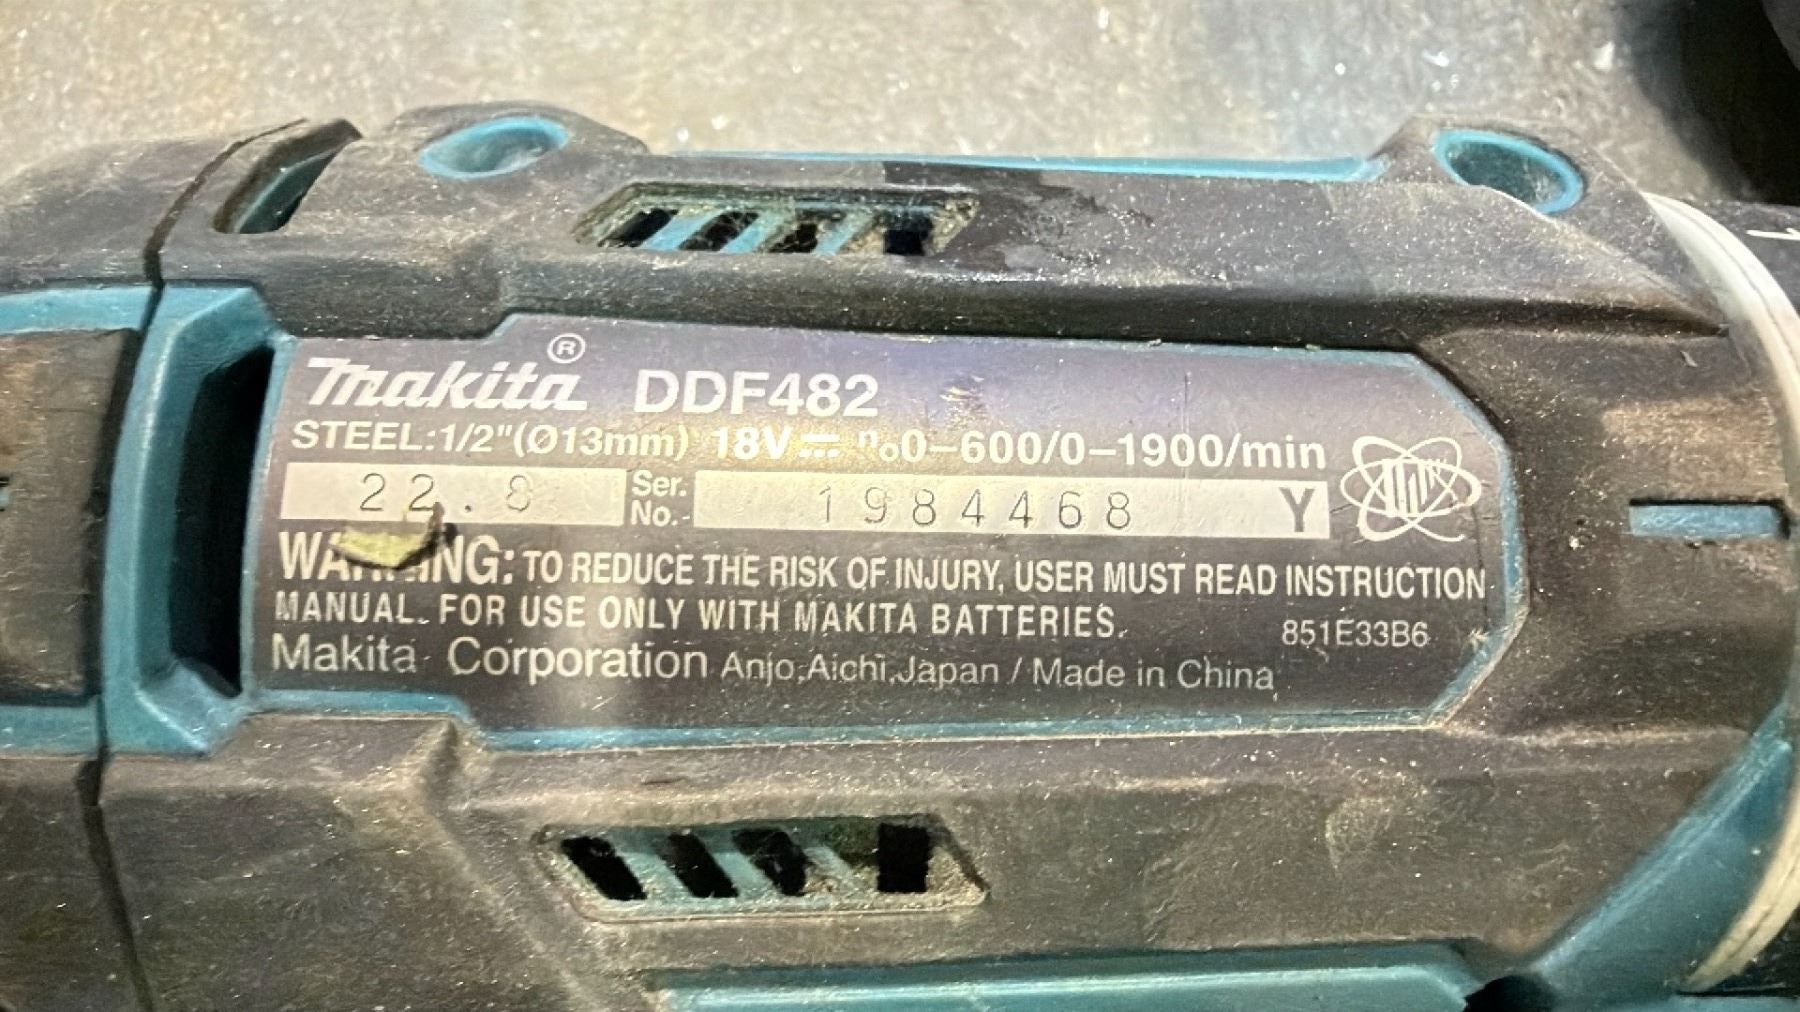 makita® DDF482
STEEL:1/2"(Ø13mm) 18V⎓ n₀0–600/0–1900/min
22.8 Ser. No. 1984468 Y
WARNING: TO REDUCE THE RISK OF INJURY, USER MUST READ INSTRUCTION
MANUAL. FOR USE ONLY WITH MAKITA BATTERIES.
851E33B6
Makita Corporation Anjo,Aichi,Japan / Made in China